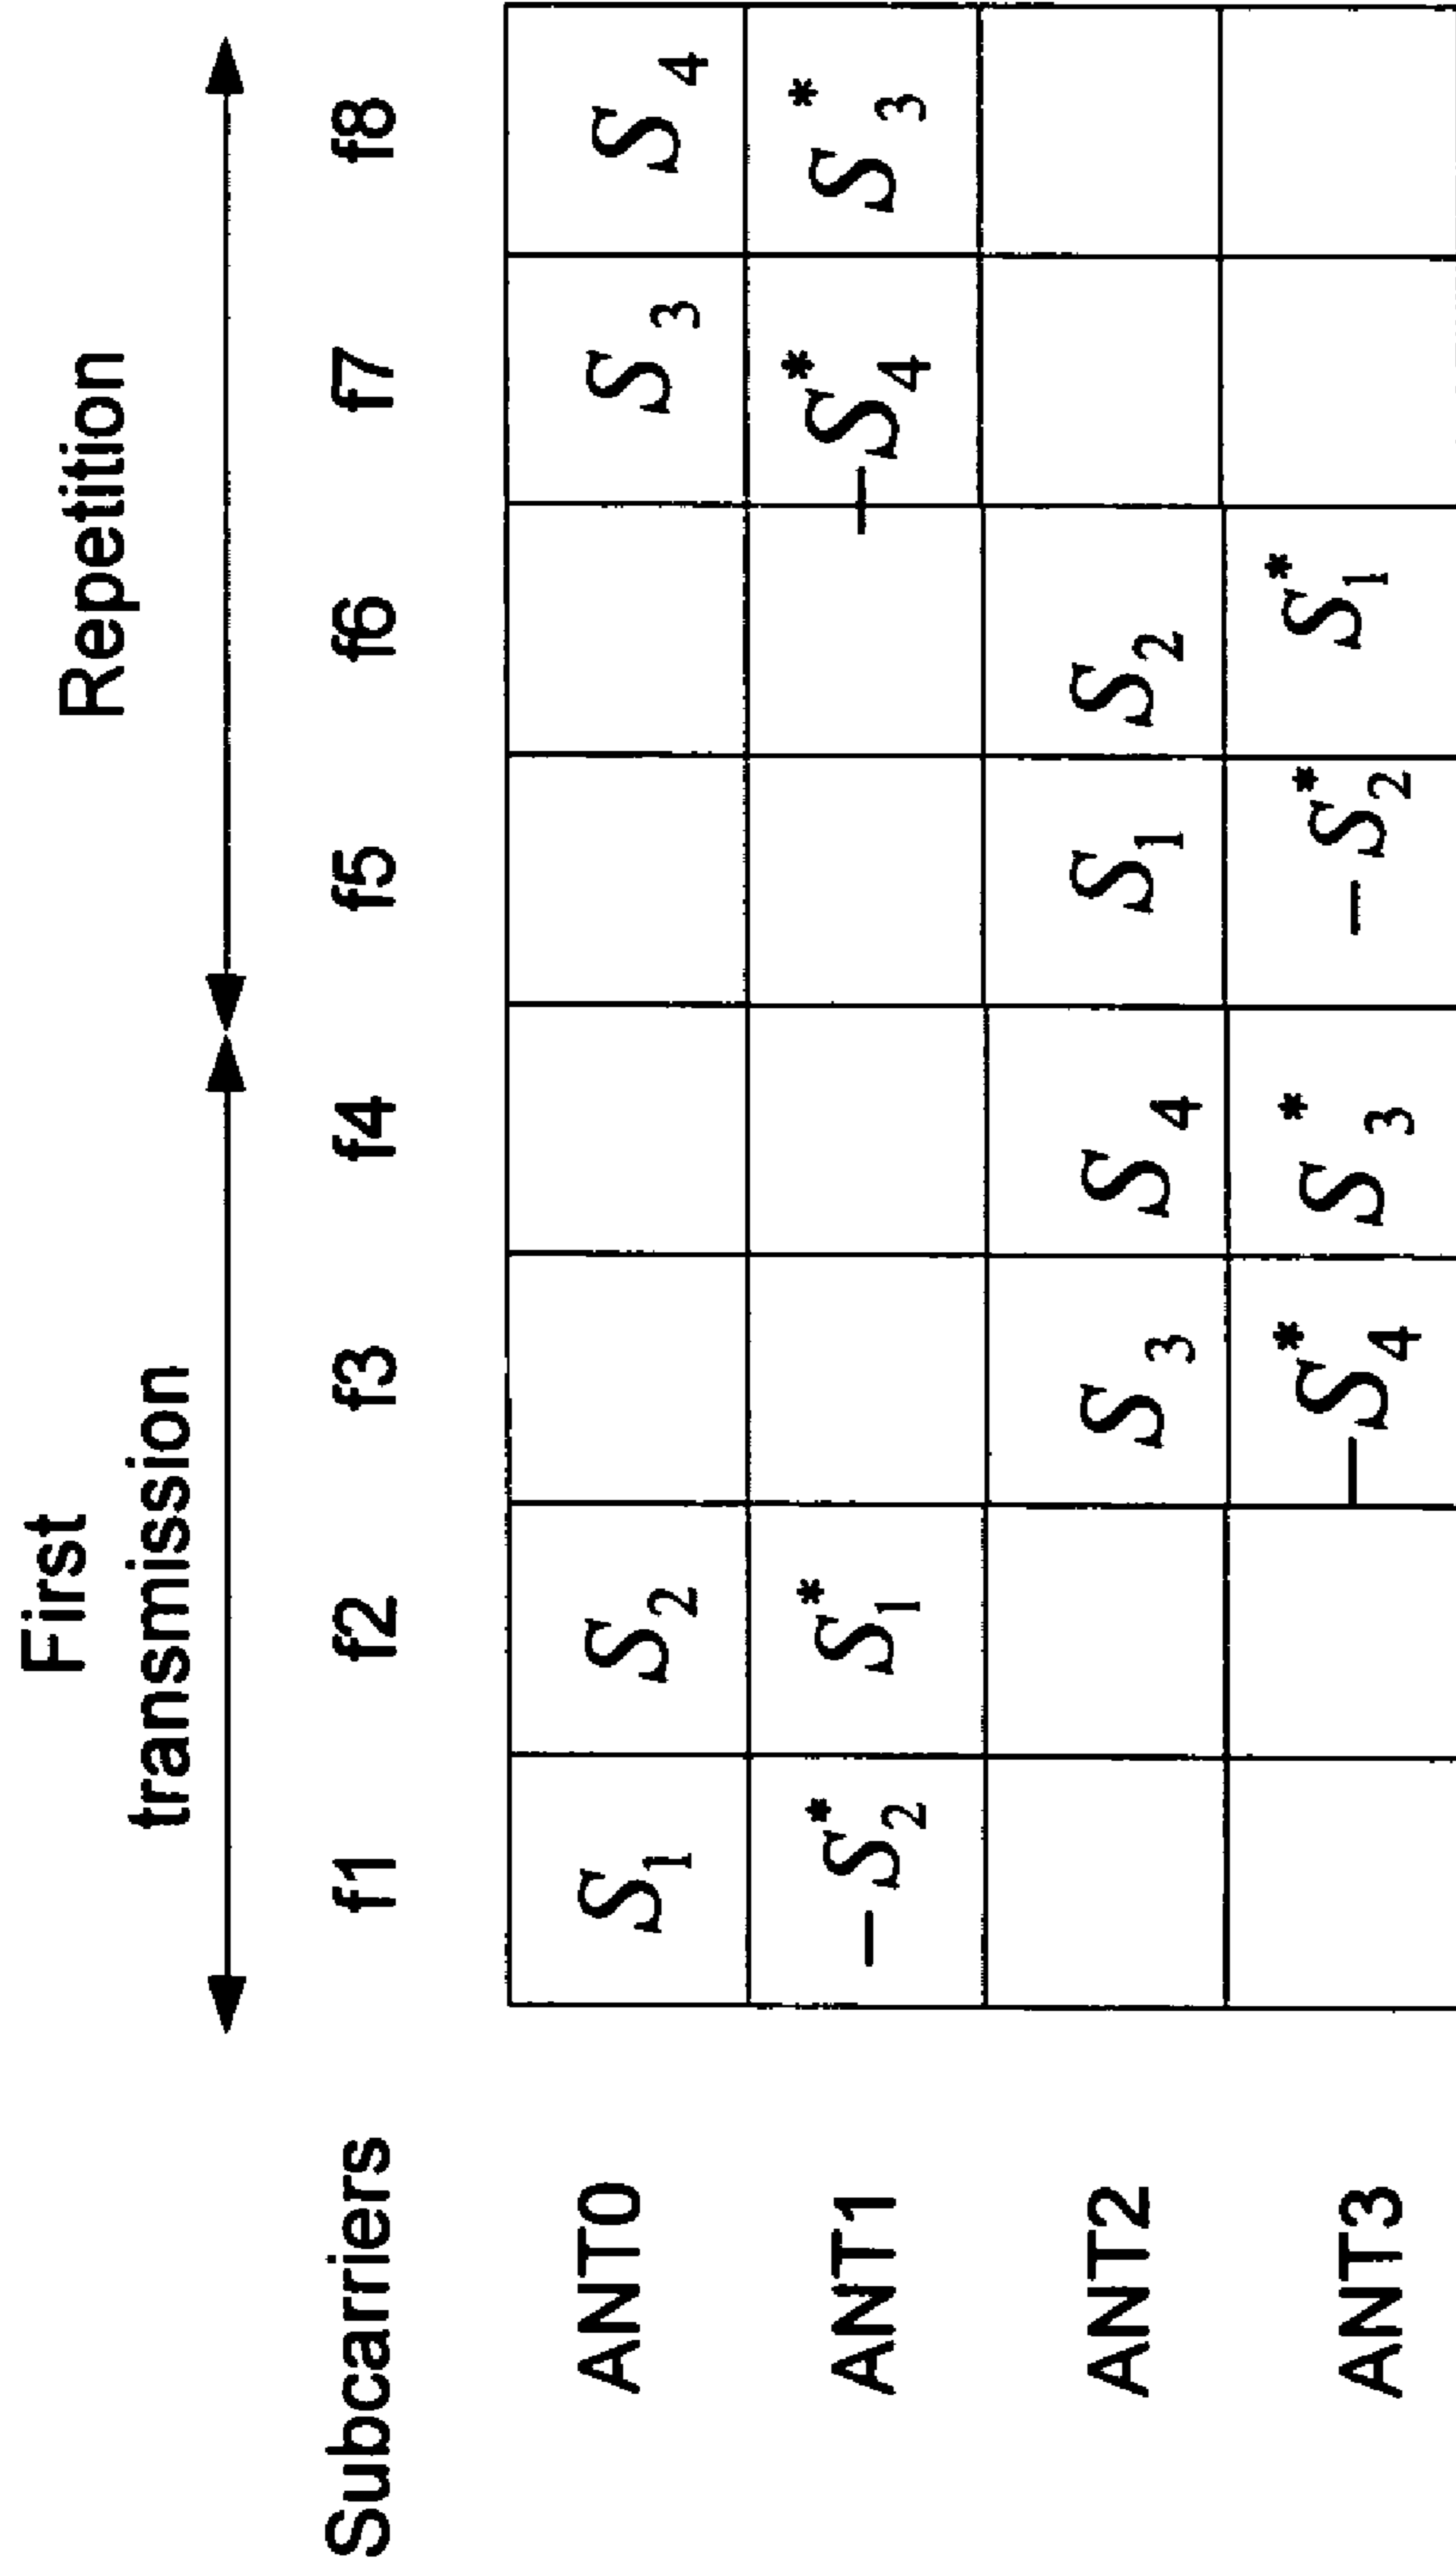 First
transmission
Repetition
Subcarriers f1 f2 f3 f4 f5 f6 f7 f8
ANT0 S₁ S₂ S₃ S₄
ANT1 −S₂* S₁* −S₄* S₃*
ANT2 S₃ S₄ S₁ S₂
ANT3 −S₄* S₃* −S₂* S₁*